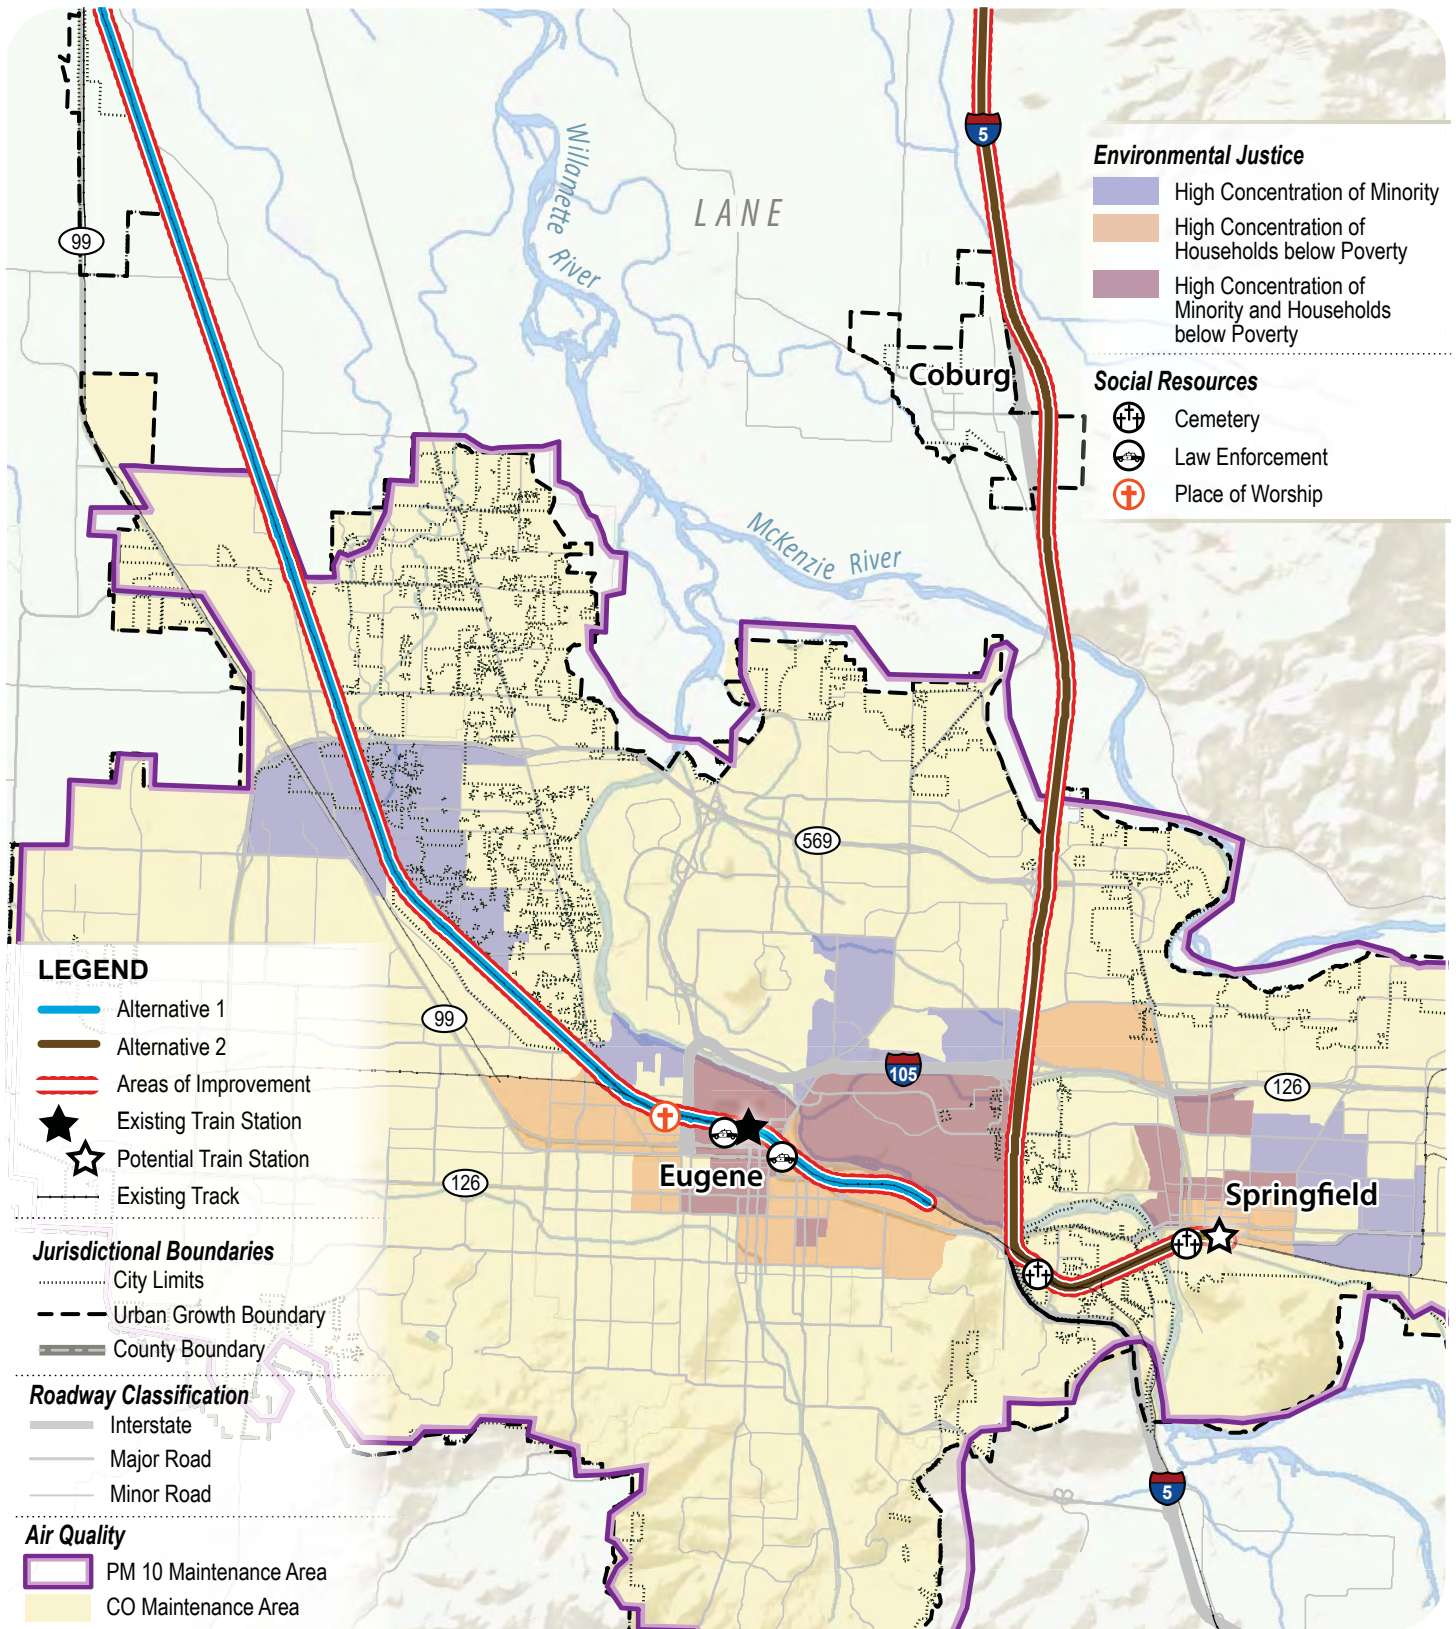 5
Willamette
River
LANE
99
Coburg
McKenzie River
569
99
105
126
126
Eugene
Springfield
5
Environmental Justice
High Concentration of Minority
High Concentration of
Households below Poverty
High Concentration of
Minority and Households
below Poverty
Social Resources
Cemetery
Law Enforcement
Place of Worship
LEGEND
Alternative 1
Alternative 2
Areas of Improvement
Existing Train Station
Potential Train Station
Existing Track
Jurisdictional Boundaries
City Limits
Urban Growth Boundary
County Boundary
Roadway Classification
Interstate
Major Road
Minor Road
Air Quality
PM 10 Maintenance Area
CO Maintenance Area